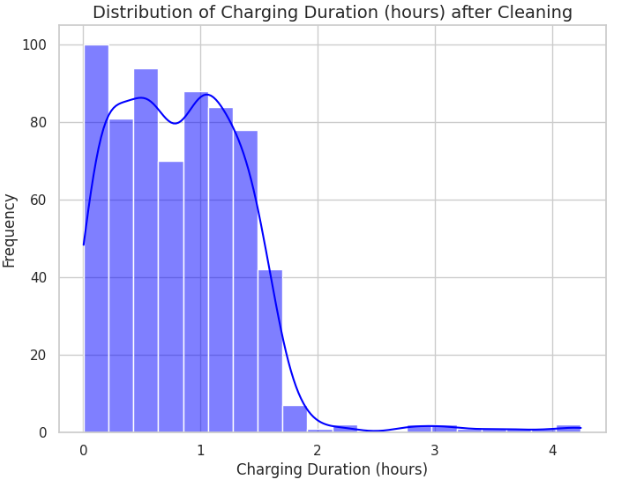 Distribution of Charging Duration (hours) after Cleaning
100
80
60
40
20
0
Frequency
0 1 2 3 4
Charging Duration (hours)